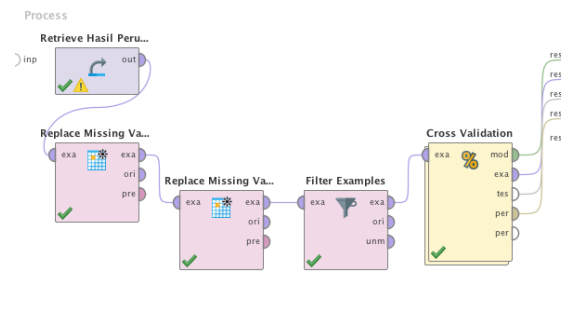 Process
Retrieve Hasil Peru...
inp
out
res
res
res
res
res
Replace Missing Va...
exa
exa
ori
pre
Replace Missing Va...
exa
exa
ori
pre
Filter Examples
exa
exa
ori
unm
Cross Validation
exa
mod
exa
tes
per
per